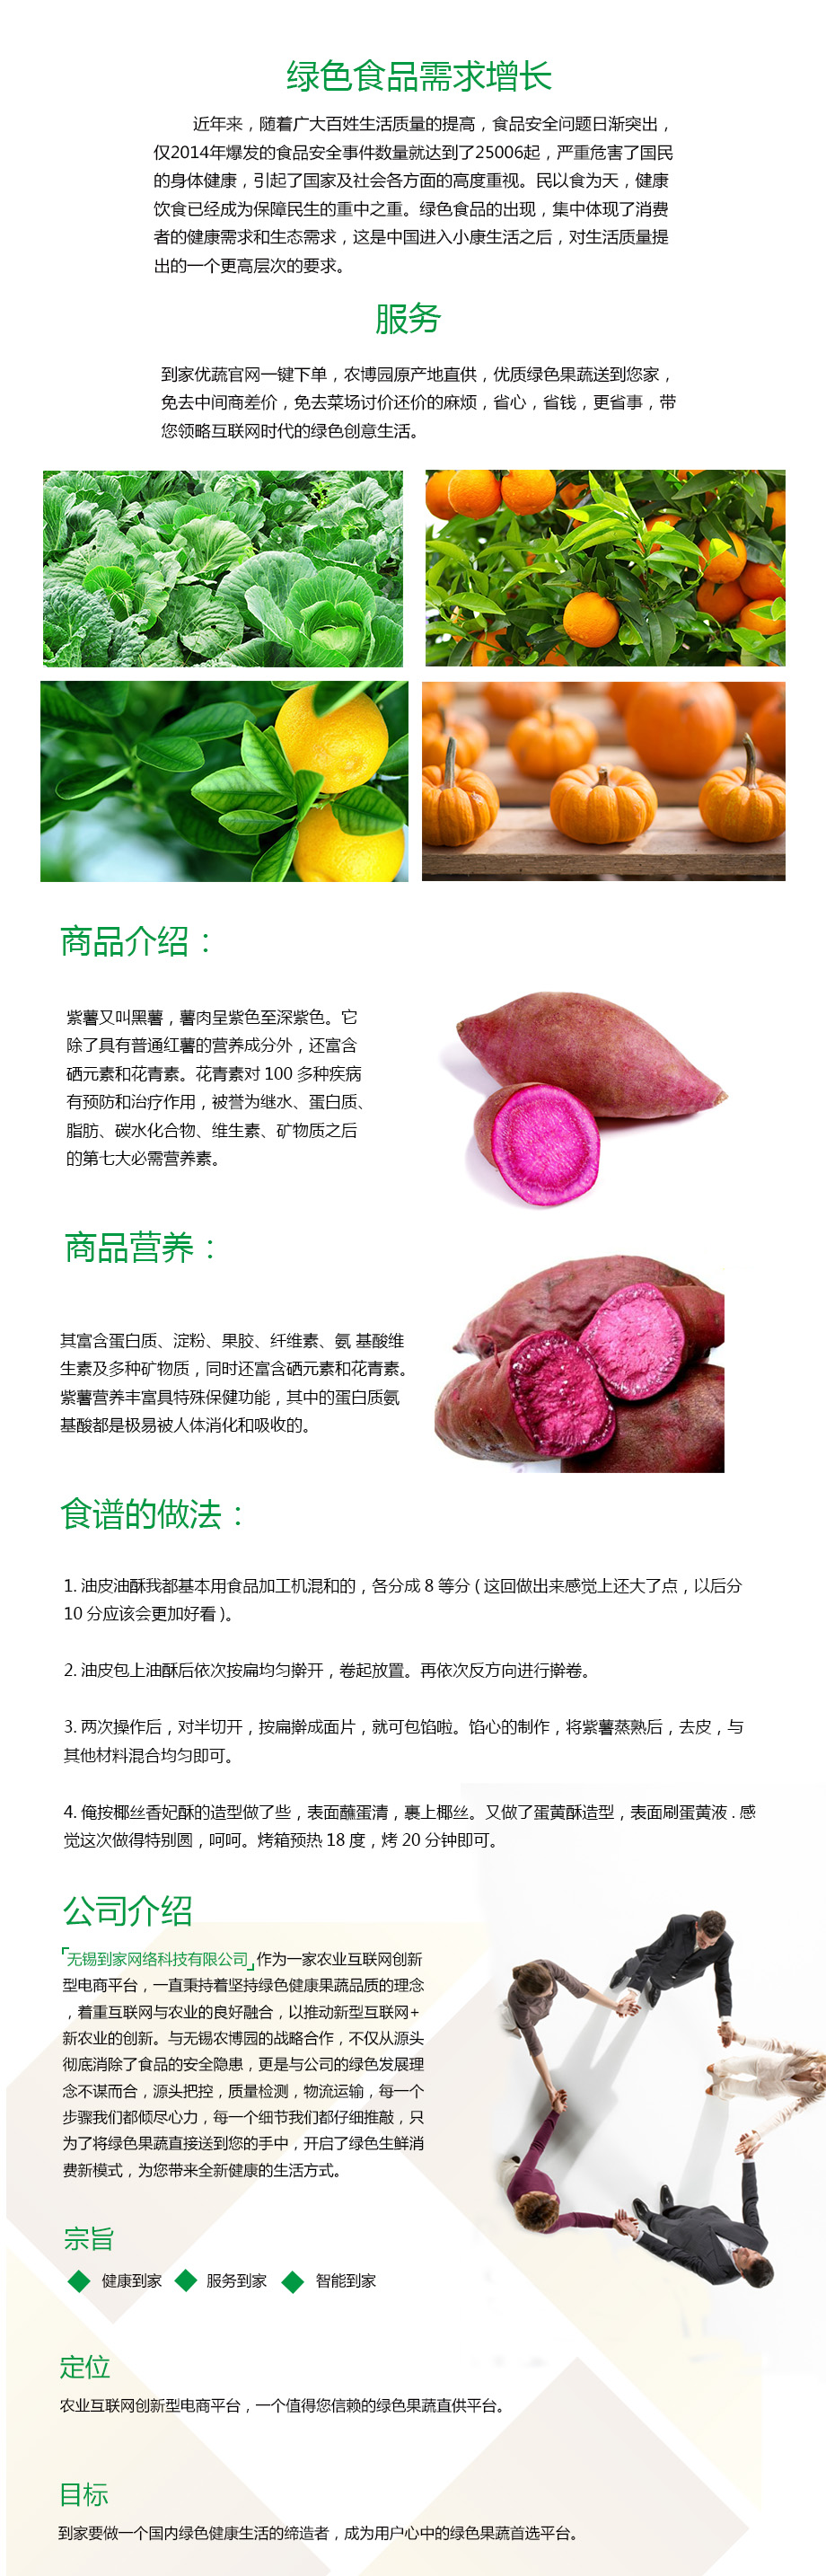 绿色食品需求增长
近年来，随着广大百姓生活质量的提高，食品安全问题日渐突出，
仅2014年爆发的食品安全事件数量就达到了25006起，严重危害了国民
的身体健康，引起了国家及社会各方面的高度重视。民以食为天，健康
饮食已经成为保障民生的重中之重。绿色食品的出现，集中体现了消费
者的健康需求和生态需求，这是中国进入小康生活之后，对生活质量提
出的一个更高层次的要求。
服务
到家优蔬官网一键下单，农博园原产地直供，优质绿色果蔬送到您家，
免去中间商差价，免去菜场讨价还价的麻烦，省心，省钱，更省事，带
您领略互联网时代的绿色创意生活。
商品介绍：
紫薯又叫黑薯，薯肉呈紫色至深紫色。它
除了具有普通红薯的营养成分外，还富含
硒元素和花青素。花青素对 100 多种疾病
有预防和治疗作用，被誉为继水、蛋白质、
脂肪、碳水化合物、维生素、矿物质之后
的第七大必需营养素。
商品营养：
其富含蛋白质、淀粉、果胶、纤维素、氨 基酸维
生素及多种矿物质，同时还富含硒元素和花青素。
紫薯营养丰富具特殊保健功能，其中的蛋白质氨
基酸都是极易被人体消化和吸收的。
食谱的做法：
1. 油皮油酥我都基本用食品加工机混和的，各分成 8 等分 ( 这回做出来感觉上还大了点，以后分
10 分应该会更加好看 )。
2. 油皮包上油酥后依次按扁均匀擀开，卷起放置。再依次反方向进行擀卷。
3. 两次操作后，对半切开，按扁擀成面片，就可包馅啦。馅心的制作，将紫薯蒸熟后，去皮，与
其他材料混合均匀即可。
4. 俺按椰丝香妃酥的造型做了些，表面蘸蛋清，裹上椰丝。又做了蛋黄酥造型，表面刷蛋黄液 . 感
觉这次做得特别圆，呵呵。烤箱预热 18 度，烤 20 分钟即可。
公司介绍
「无锡到家网络科技有限公司」作为一家农业互联网创新
型电商平台，一直秉持着坚持绿色健康果蔬品质的理念
，着重互联网与农业的良好融合，以推动新型互联网+
新农业的创新。与无锡农博园的战略合作，不仅从源头
彻底消除了食品的安全隐患，更是与公司的绿色发展理
念不谋而合，源头把控，质量检测，物流运输，每一个
步骤我们都倾尽心力，每一个细节我们都仔细推敲，只
为了将绿色果蔬直接送到您的手中，开启了绿色生鲜消
费新模式，为您带来全新健康的生活方式。
宗旨
健康到家 服务到家 智能到家
定位
农业互联网创新型电商平台，一个值得您信赖的绿色果蔬直供平台。
目标
到家要做一个国内绿色健康生活的缔造者，成为用户心中的绿色果蔬首选平台。